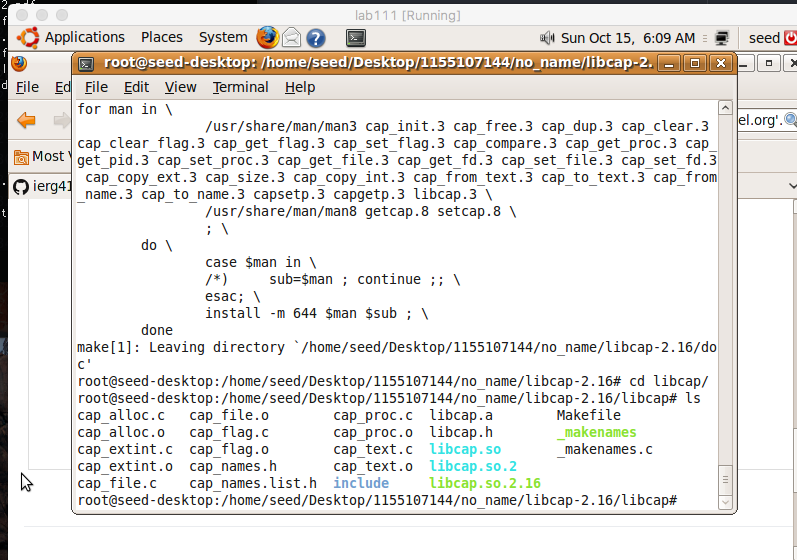 2 pdf
lab111 [Running]
Applications Places System Sun Oct 15, 6:09 AM seed
root@seed-desktop: /home/seed/Desktop/1155107144/no_name/libcap-2.
File Ed
File Edit View Terminal Help
for man in \
/usr/share/man/man3 cap_init.3 cap_free.3 cap_dup.3 cap_clear.3
cap_clear_flag.3 cap_get_flag.3 cap_set_flag.3 cap_compare.3 cap_get_proc.3 cap_
get_pid.3 cap_set_proc.3 cap_get_file.3 cap_get_fd.3 cap_set_file.3 cap_set_fd.3
cap_copy_ext.3 cap_size.3 cap_copy_int.3 cap_from_text.3 cap_to_text.3 cap_from
_name.3 cap_to_name.3 capsetp.3 capgetp.3 libcap.3 \
/usr/share/man/man8 getcap.8 setcap.8 \
; \
do \
case $man in \
/*) sub=$man ; continue ;; \
esac; \
install -m 644 $man $sub ; \
done
make[1]: Leaving directory `/home/seed/Desktop/1155107144/no_name/libcap-2.16/do
c'
root@seed-desktop:/home/seed/Desktop/1155107144/no_name/libcap-2.16# cd libcap/
root@seed-desktop:/home/seed/Desktop/1155107144/no_name/libcap-2.16/libcap# ls
cap_alloc.c cap_file.o cap_proc.c libcap.a Makefile
cap_alloc.o cap_flag.c cap_proc.o libcap.h _makenames
cap_extint.c cap_flag.o cap_text.c libcap.so _makenames.c
cap_extint.o cap_names.h cap_text.o libcap.so.2
cap_file.c cap_names.list.h include libcap.so.2.16
root@seed-desktop:/home/seed/Desktop/1155107144/no_name/libcap-2.16/libcap#
el.org'.
Most V
ierg41